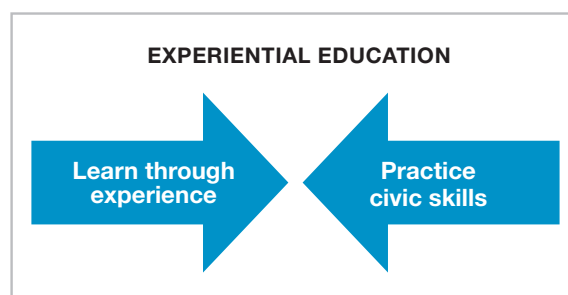 EXPERIENTIAL EDUCATION
Learn through
experience
Practice
civic skills